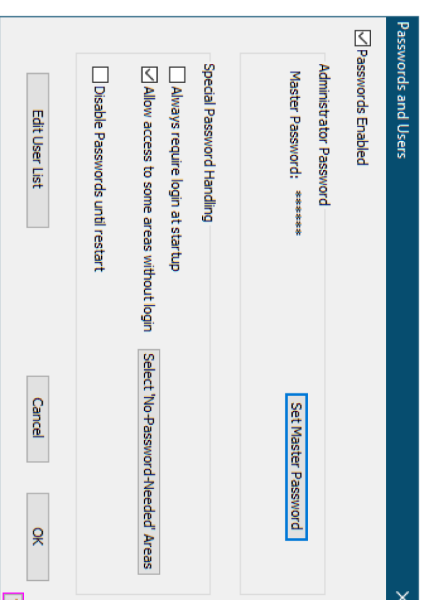 Passwords and Users
Passwords Enabled
Administrator Password
Master Password: ******
Set Master Password
Special Password Handling
Always require login at startup
Allow access to some areas without login
Select 'No-Password-Needed' Areas
Disable Passwords until restart
Edit User List
Cancel
OK